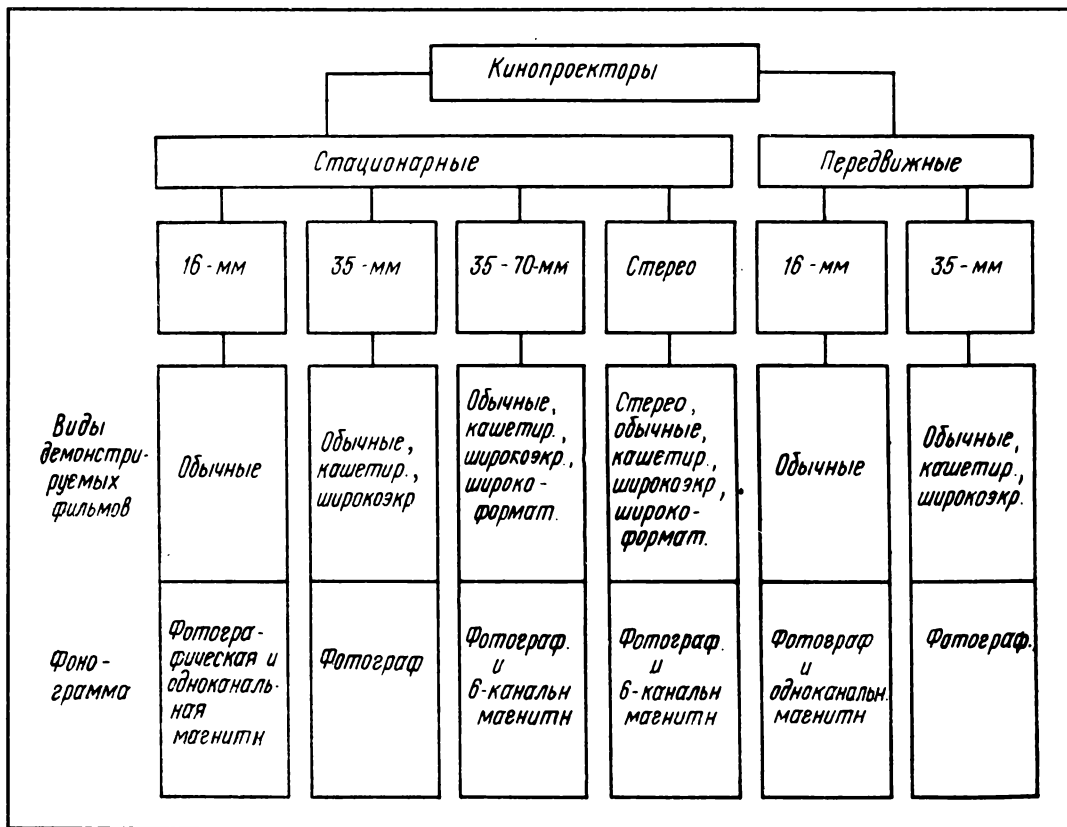 Кинопроекторы
Стационарные
Передвижные
16-мм
35-мм
35-70-мм
Стерео
16-мм
35-мм
Виды
демонстри-
руемых
фильмов
Обычные
Обычные,
кашетир.,
широкоэкр
Обычные,
кашетир.,
широкоэкр.,
широко-
формат.
Стерео,
обычные,
кашетир.,
широкоэкр,
широко-
формат.
Обычные
Обычные,
кашетир.,
широкоэкр.
Фоно-
грамма
Фотогра-
фическая и
одноканаль-
ная
магнитн
Фотограф
Фотограф.
и
6-канальн
магнитн
Фотограф.
и
6-канальн
магнитн
Фотовраф
и
одноканальн.
магнитн
Фотограф.